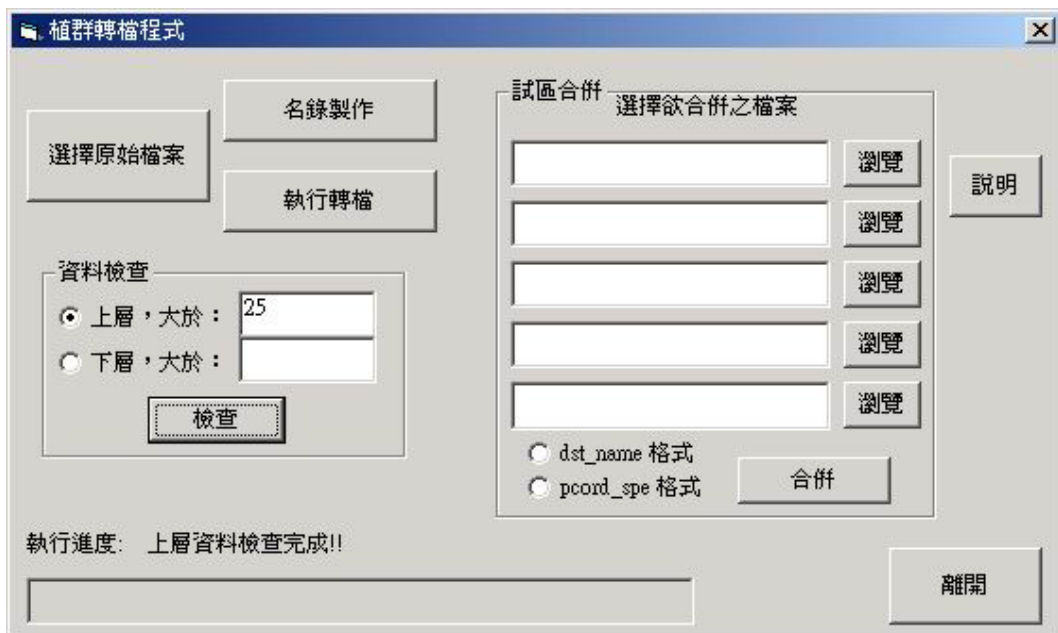 植群轉檔程式
選擇原始檔案
名錄製作
執行轉檔
資料檢查
上層，大於：
25
下層，大於：
檢查
試區合併
選擇欲合併之檔案
瀏覽
瀏覽
瀏覽
瀏覽
瀏覽
dst_name 格式
pcord_spe 格式
合併
說明
執行進度: 上層資料檢查完成!!
離開